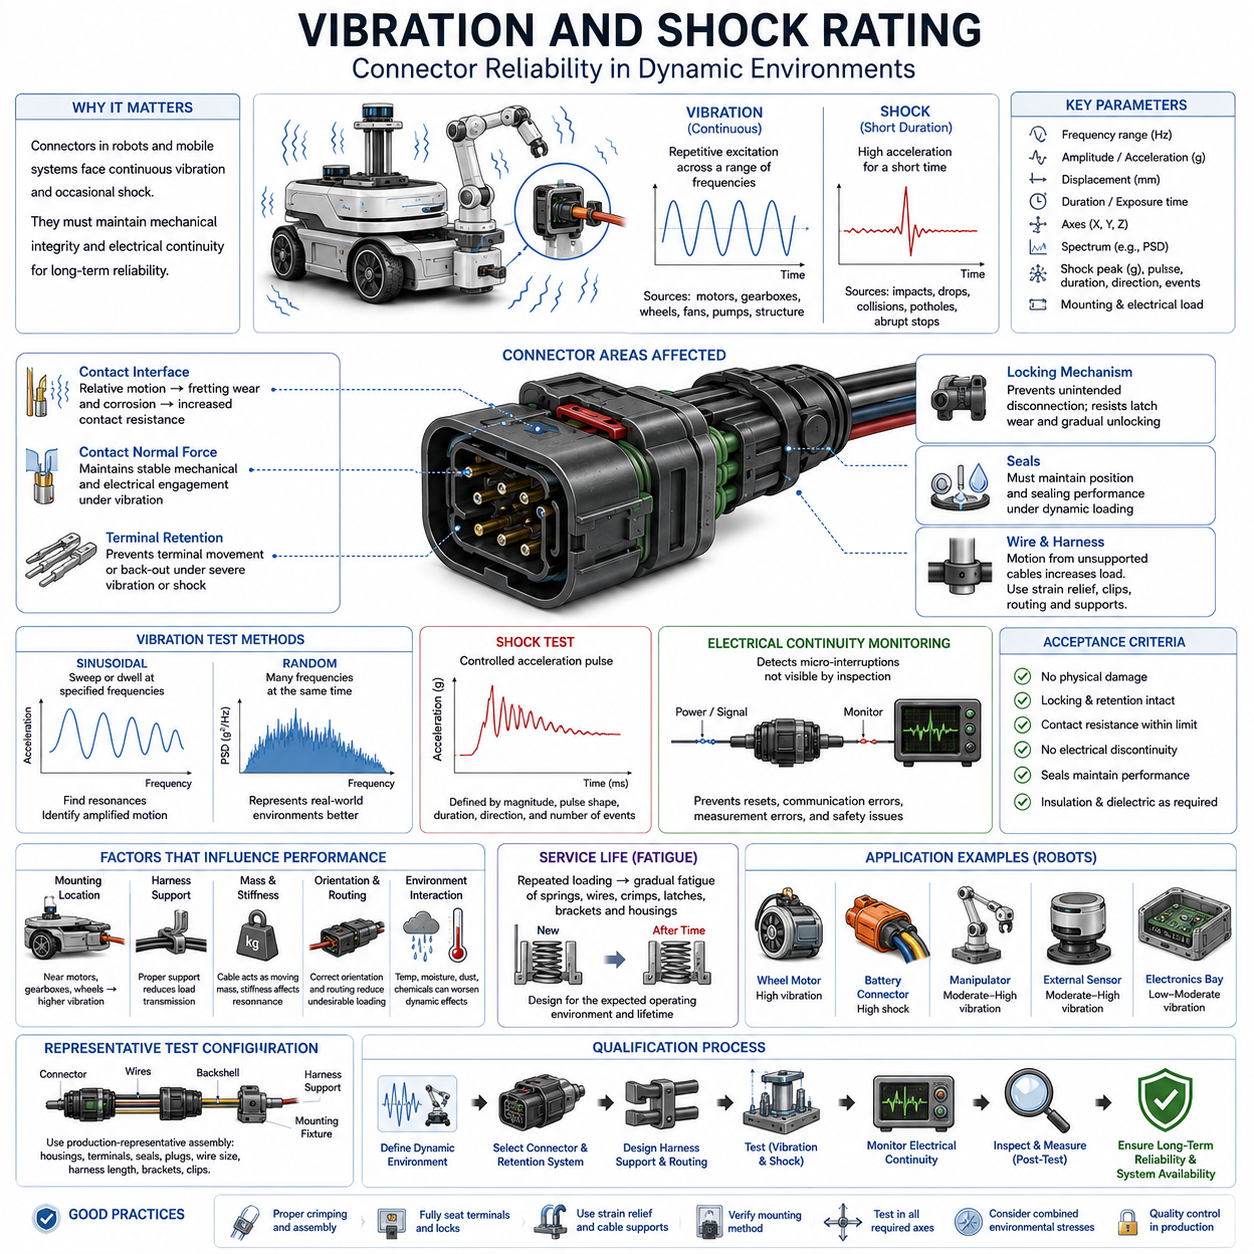 VIBRATION AND SHOCK RATING
Connector Reliability in Dynamic Environments
WHY IT MATTERS
Connectors in robots and mobile
systems face continuous vibration
and occasional shock.
They must maintain mechanical
integrity and electrical continuity
for long-term reliability.
VIBRATION
(Continuous)
Repetitive excitation
across a range of
frequencies
Time
Sources: motors, gearboxes,
wheels, fans, pumps, structure
SHOCK
(Short Duration)
High acceleration
for a short time
Time
Sources: impacts, drops,
collisions, potholes,
abrupt stops
KEY PARAMETERS
Frequency range (Hz)
Amplitude / Acceleration (g)
Displacement (mm)
Duration / Exposure time
Axes (X, Y, Z)
Spectrum (e.g., PSD)
Shock peak (g), pulse,
duration, direction, events
Mounting & electrical load
CONNECTOR AREAS AFFECTED
Contact Interface
Relative motion → fretting wear
and corrosion → increased
contact resistance
Contact Normal Force
Maintains stable mechanical
and electrical engagement
under vibration
Terminal Retention
Prevents terminal movement
or back-out under severe
vibration or shock
Locking Mechanism
Prevents unintended
disconnection; resists latch
wear and gradual unlocking
Seals
Must maintain position
and sealing performance
under dynamic loading
Wire & Harness
Motion from unsupported
cables increases load.
Use strain relief, clips,
routing and supports.
VIBRATION TEST METHODS
SINUSOIDAL
Sweep or dwell at
specified frequencies
Acceleration
Frequency
Find resonances
Identify amplified motion
RANDOM
Many frequencies
at the same time
PSD (g²/Hz)
Frequency
Represents real-world
environments better
SHOCK TEST
Controlled acceleration pulse
Acceleration (g)
Time (ms)
Defined by magnitude, pulse shape,
duration, direction, and number of events
ELECTRICAL CONTINUITY MONITORING
Detects micro-interruptions
not visible by inspection
Power / Signal
Monitor
Prevents resets, communication errors,
measurement errors, and safety issues
ACCEPTANCE CRITERIA
No physical damage
Locking & retention intact
Contact resistance within limit
No electrical discontinuity
Seals maintain performance
Insulation & dielectric as required
FACTORS THAT INFLUENCE PERFORMANCE
Mounting
Location
Near motors,
gearboxes, wheels →
higher vibration
Harness
Support
Proper support
reduces load
transmission
Mass &
Stiffness
kg
Cable acts as moving
mass, stiffness affects
resonnance
Orientation &
Routing
Correct orientation
and routing reduce
undesirable loading
Environment
Interaction
Temp, moisture, dust,
chemicals can worsen
dynamic effects
SERVICE LIFE (FATIGUE)
Repeated loading → gradual fatigue
of springs, wires, crimps, latches,
brackets and housings
New
After Time
Design for the expected operating
environment and lifetime
APPLICATION EXAMPLES (ROBOTS)
Wheel Motor
High vibration
Battery
Connector
High shock
Manipulator
Moderate–High
vibration
External Sensor
Moderate–High
vibration
Electronics Bay
Low–Moderate
vibration
REPRESENTATIVE TEST CONFIGURATION
Connector
Wires
Backshell
Harness
Support
Mounting
Fixture
Use production-representative assembly:
housings, terminals, seals, plugs, wire size,
harness length, brackets, clips.
QUALIFICATION PROCESS
Define Dynamic
Environment
Select Connector &
Retention System
Design Harness
Support & Routing
Test (Vibration
& Shock)
Monitor Electrical
Continuity
Inspect & Measure
(Post-Test)
Ensure Long-Term
Reliability &
System Availability
GOOD PRACTICES
Proper crimping
and assembly
Fully seat terminals
and locks
Use strain relief
and cable supports
Verify mounting
method
Test in all
required axes
Consider combined
environmental stresses
Quality control
in production